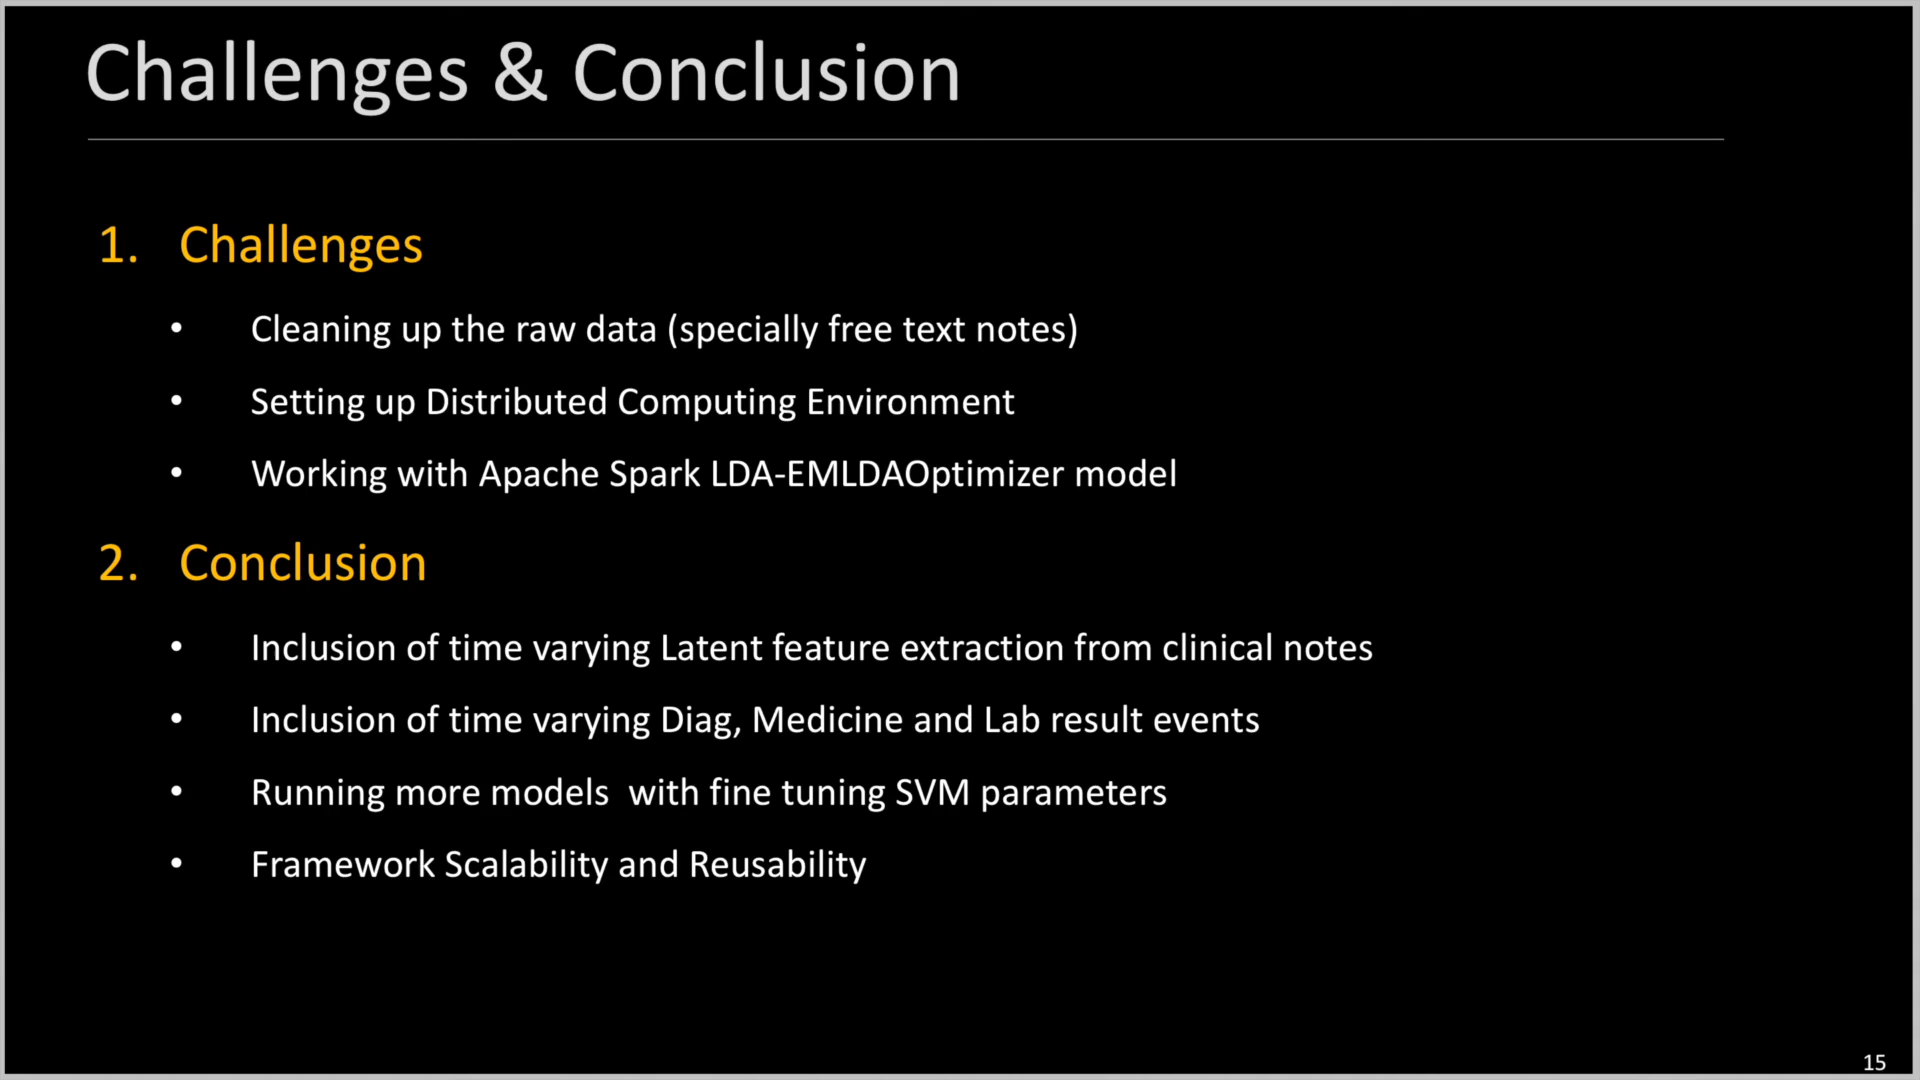 Challenges & Conclusion
1. Challenges
• Cleaning up the raw data (specially free text notes)
• Setting up Distributed Computing Environment
• Working with Apache Spark LDA-EMLDAOptimizer model
2. Conclusion
• Inclusion of time varying Latent feature extraction from clinical notes
• Inclusion of time varying Diag, Medicine and Lab result events
• Running more models  with fine tuning SVM parameters
• Framework Scalability and Reusability
15